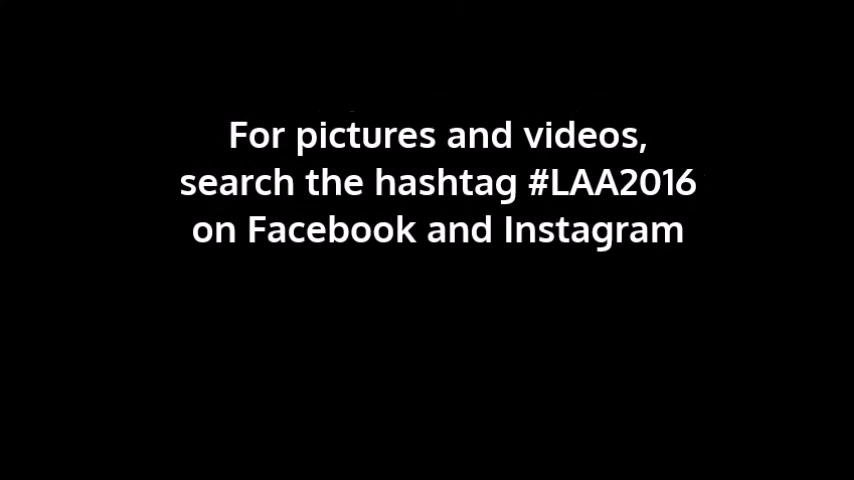 For pictures and videos,
search the hashtag #LAA2016
on Facebook and Instagram